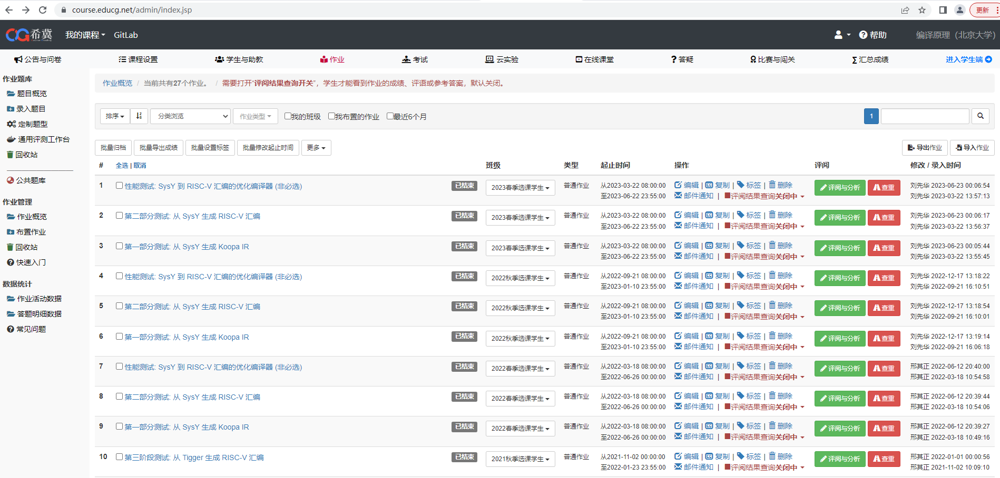 course.educg.net/admin/index.jsp 更新
CG 希冀 我的课程 GitLab 帮助 编译原理（北京大学）
公告与问卷 课程设置 学生与助教 作业 考试 云实验 在线课堂 答疑 比赛与闯关 汇总成绩 进入学生端
作业题库
题目概览
录入题目
定制题型
通用评测工作台
回收站
公共题库
作业管理
作业概览
布置作业
回收站
快速入门
数据统计
作业活动数据
答题明细数据
常见问题
作业概览 / 当前共有27个作业。 / 需要打开“评阅结果查询开关”，学生才能看到作业的成绩、评语或参考答案，默认关闭。
排序 分类浏览 作业类型 我的班级 我布置的作业 最近6个月 1
批量归档 批量导出成绩 批量设置标签 批量修改起止时间 更多 导出作业 导入作业
# 全选 | 取消 班级 类型 起止时间 操作 评阅 修改 / 录入时间
1 性能测试: SysY 到 RISC-V 汇编的优化编译器 (非必选) 已结束 2023春季选课学生 普通作业 从2023-03-22 08:00:00 编辑 | 复制 | 标签 | 删除 评阅与分析 查重 刘先华 2023-06-23 00:06:54
至2023-06-22 23:55:00 邮件通知 | 评阅结果查询关闭中 刘先华 2023-03-22 13:57:13
2 第二部分测试: 从 SysY 生成 RISC-V 汇编 已结束 2023春季选课学生 普通作业 从2023-03-22 08:00:00 编辑 | 复制 | 标签 | 删除 评阅与分析 查重 刘先华 2023-06-23 00:06:17
至2023-06-22 23:55:00 邮件通知 | 评阅结果查询关闭中 刘先华 2023-03-22 13:56:37
3 第一部分测试: 从 SysY 生成 Koopa IR 已结束 2023春季选课学生 普通作业 从2023-03-22 08:00:00 编辑 | 复制 | 标签 | 删除 评阅与分析 查重 刘先华 2023-06-23 00:05:44
至2023-06-22 23:55:00 邮件通知 | 评阅结果查询关闭中 刘先华 2023-03-22 13:55:45
4 性能测试: SysY 到 RISC-V 汇编的优化编译器 (非必选) 已结束 2022秋季选课学生 普通作业 从2022-09-21 08:00:00 编辑 | 复制 | 标签 | 删除 评阅与分析 查重 刘先华 2022-12-17 13:18:22
至2023-01-10 23:55:00 邮件通知 | 评阅结果查询关闭中 刘先华 2022-09-21 16:10:51
5 第二部分测试: 从 SysY 生成 RISC-V 汇编 已结束 2022秋季选课学生 普通作业 从2022-09-21 08:00:00 编辑 | 复制 | 标签 | 删除 评阅与分析 查重 刘先华 2022-12-17 13:18:54
至2023-01-10 23:55:00 邮件通知 | 评阅结果查询关闭中 刘先华 2022-09-21 16:10:01
6 第一部分测试: 从 SysY 生成 Koopa IR 已结束 2022秋季选课学生 普通作业 从2022-09-21 08:00:00 编辑 | 复制 | 标签 | 删除 评阅与分析 查重 刘先华 2022-12-17 13:19:14
至2023-01-10 23:55:00 邮件通知 | 评阅结果查询关闭中 刘先华 2022-09-21 16:06:18
7 性能测试: SysY 到 RISC-V 汇编的优化编译器 (非必选) 已结束 2022春季选课学生 普通作业 从2022-03-18 08:00:00 编辑 | 复制 | 标签 | 删除 评阅与分析 查重 邢其正 2022-06-12 20:40:00
至2022-06-26 00:00:00 邮件通知 | 评阅结果查询关闭中 邢其正 2022-03-18 10:54:58
8 第二部分测试: 从 SysY 生成 RISC-V 汇编 已结束 2022春季选课学生 普通作业 从2022-03-18 08:00:00 编辑 | 复制 | 标签 | 删除 评阅与分析 查重 邢其正 2022-06-12 20:39:44
至2022-06-26 00:00:00 邮件通知 | 评阅结果查询关闭中 邢其正 2022-03-18 10:54:06
9 第一部分测试: 从 SysY 生成 Koopa IR 已结束 2022春季选课学生 普通作业 从2022-03-18 08:00:00 编辑 | 复制 | 标签 | 删除 评阅与分析 查重 邢其正 2022-06-12 20:39:27
至2022-06-26 00:00:00 邮件通知 | 评阅结果查询关闭中 邢其正 2022-03-18 10:49:16
10 第三阶段测试: 从 Tigger 生成 RISC-V 汇编 已结束 2021秋季选课学生 普通作业 从2021-11-02 00:00:00 编辑 | 复制 | 标签 | 删除 评阅与分析 查重 邢其正 2022-01-01 00:00:56
至2022-01-23 23:55:00 邮件通知 | 评阅结果查询关闭中 邢其正 2021-11-02 10:09:10